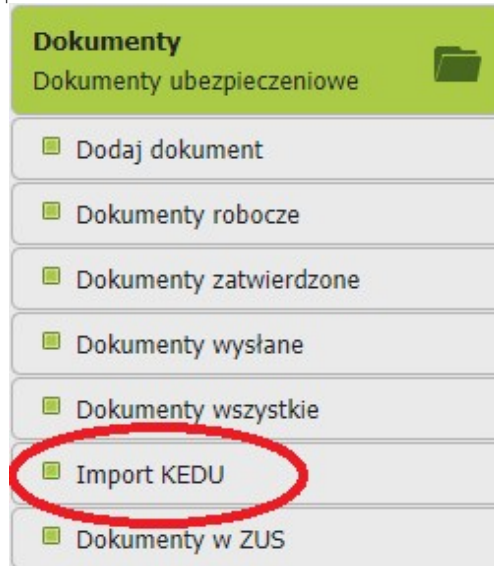 Dokumenty
Dokumenty ubezpieczeniowe
Dodaj dokument
Dokumenty robocze
Dokumenty zatwierdzone
Dokumenty wysłane
Dokumenty wszystkie
Import KEDU
Dokumenty w ZUS